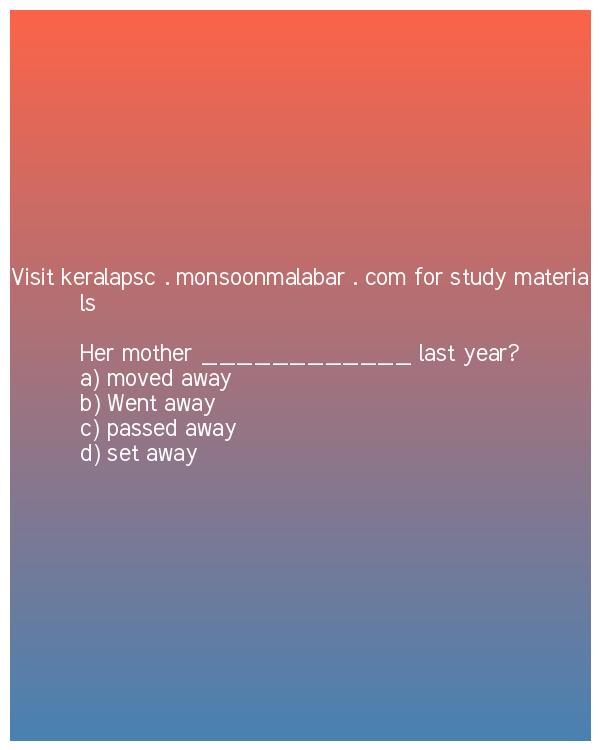 Visit keralapsc . monsoonmalabar . com for study materia
ls
Her mother ____________ last year?
a) moved away
b) Went away
c) passed away
d) set away